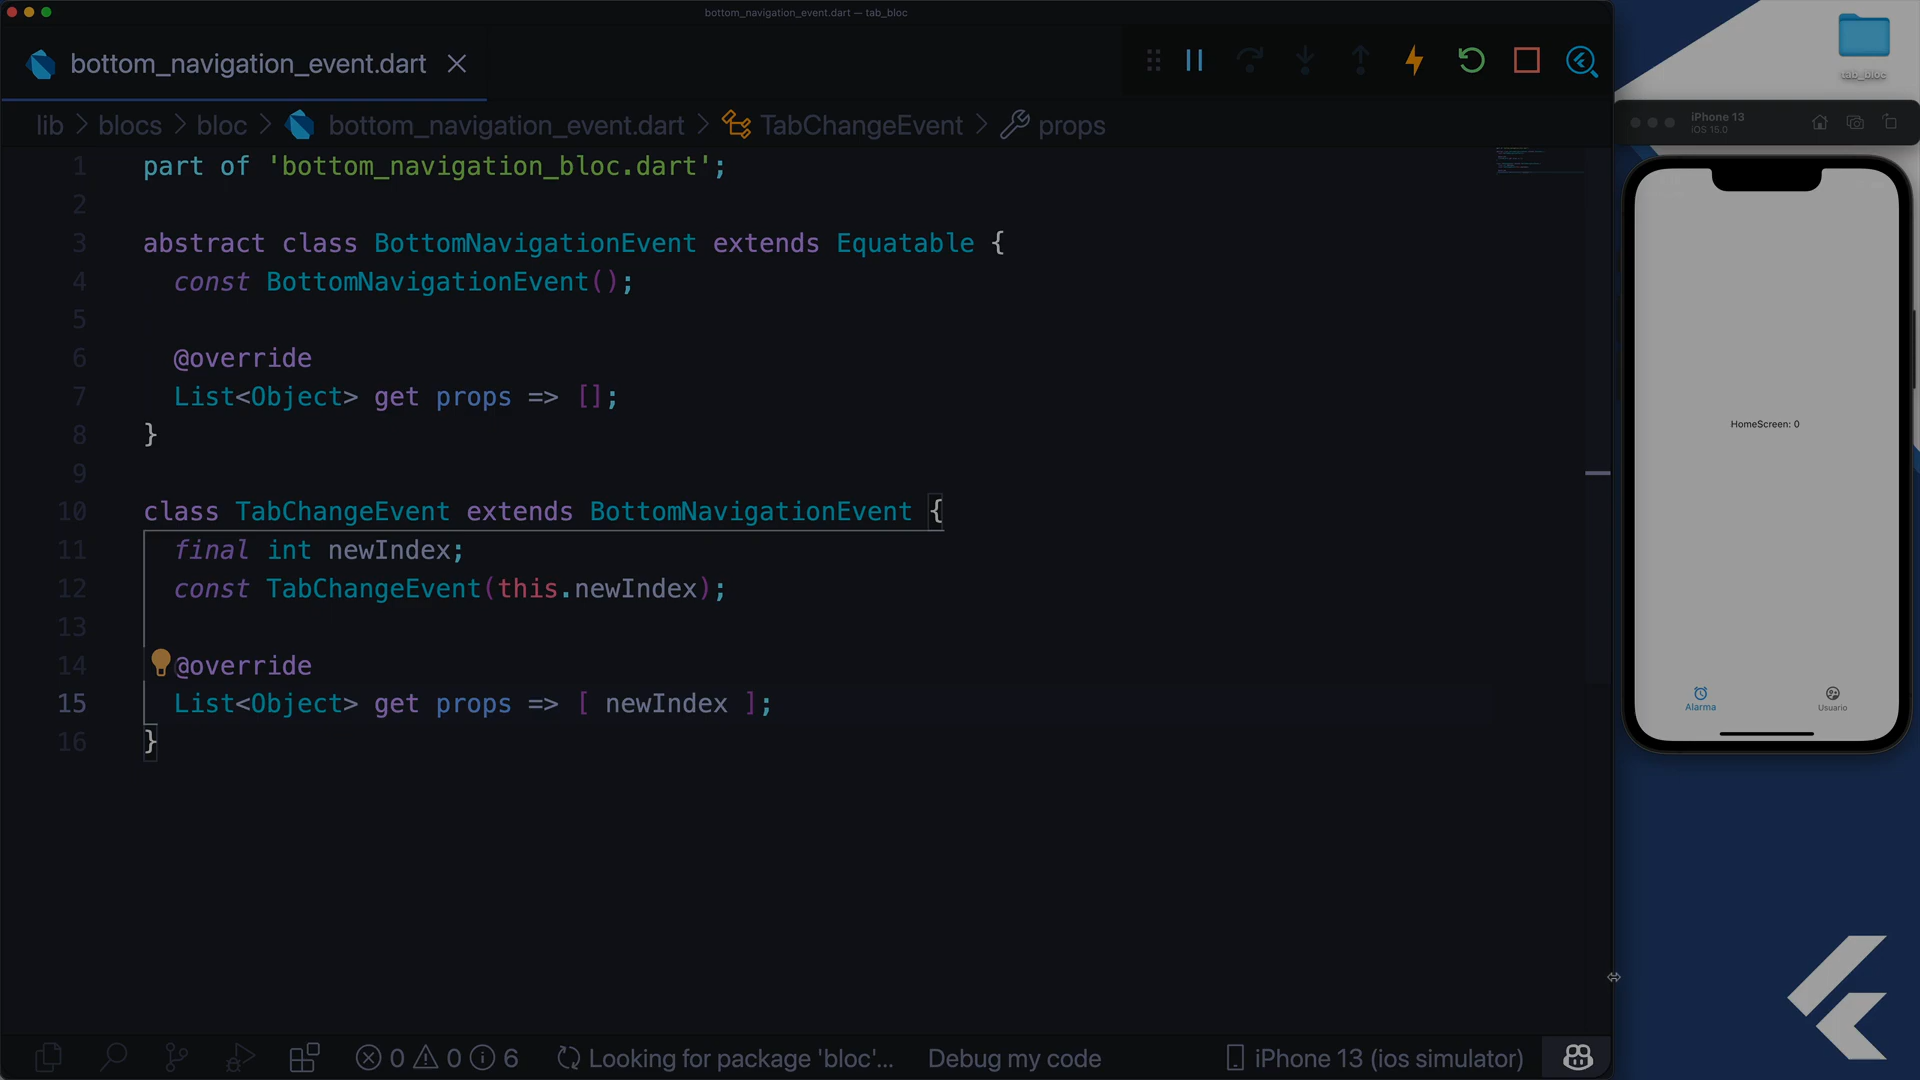 bottom_navigation_event.dart — tab_bloc
bottom_navigation_event.dart
lib > blocs > bloc > bottom_navigation_event.dart > TabChangeEvent > props
1 part of 'bottom_navigation_bloc.dart';
2
3 abstract class BottomNavigationEvent extends Equatable {
4 const BottomNavigationEvent();
5
6 @override
7 List<Object> get props => [];
8 }
9
10 class TabChangeEvent extends BottomNavigationEvent {
11 final int newIndex;
12 const TabChangeEvent(this.newIndex);
13
14 @override
15 List<Object> get props => [ newIndex ];
16 }
0 0 6 Looking for package 'bloc'... Debug my code iPhone 13 (ios simulator)
tab_bloc
iPhone 13
iOS 15.0
HomeScreen: 0
Alarma Usuario